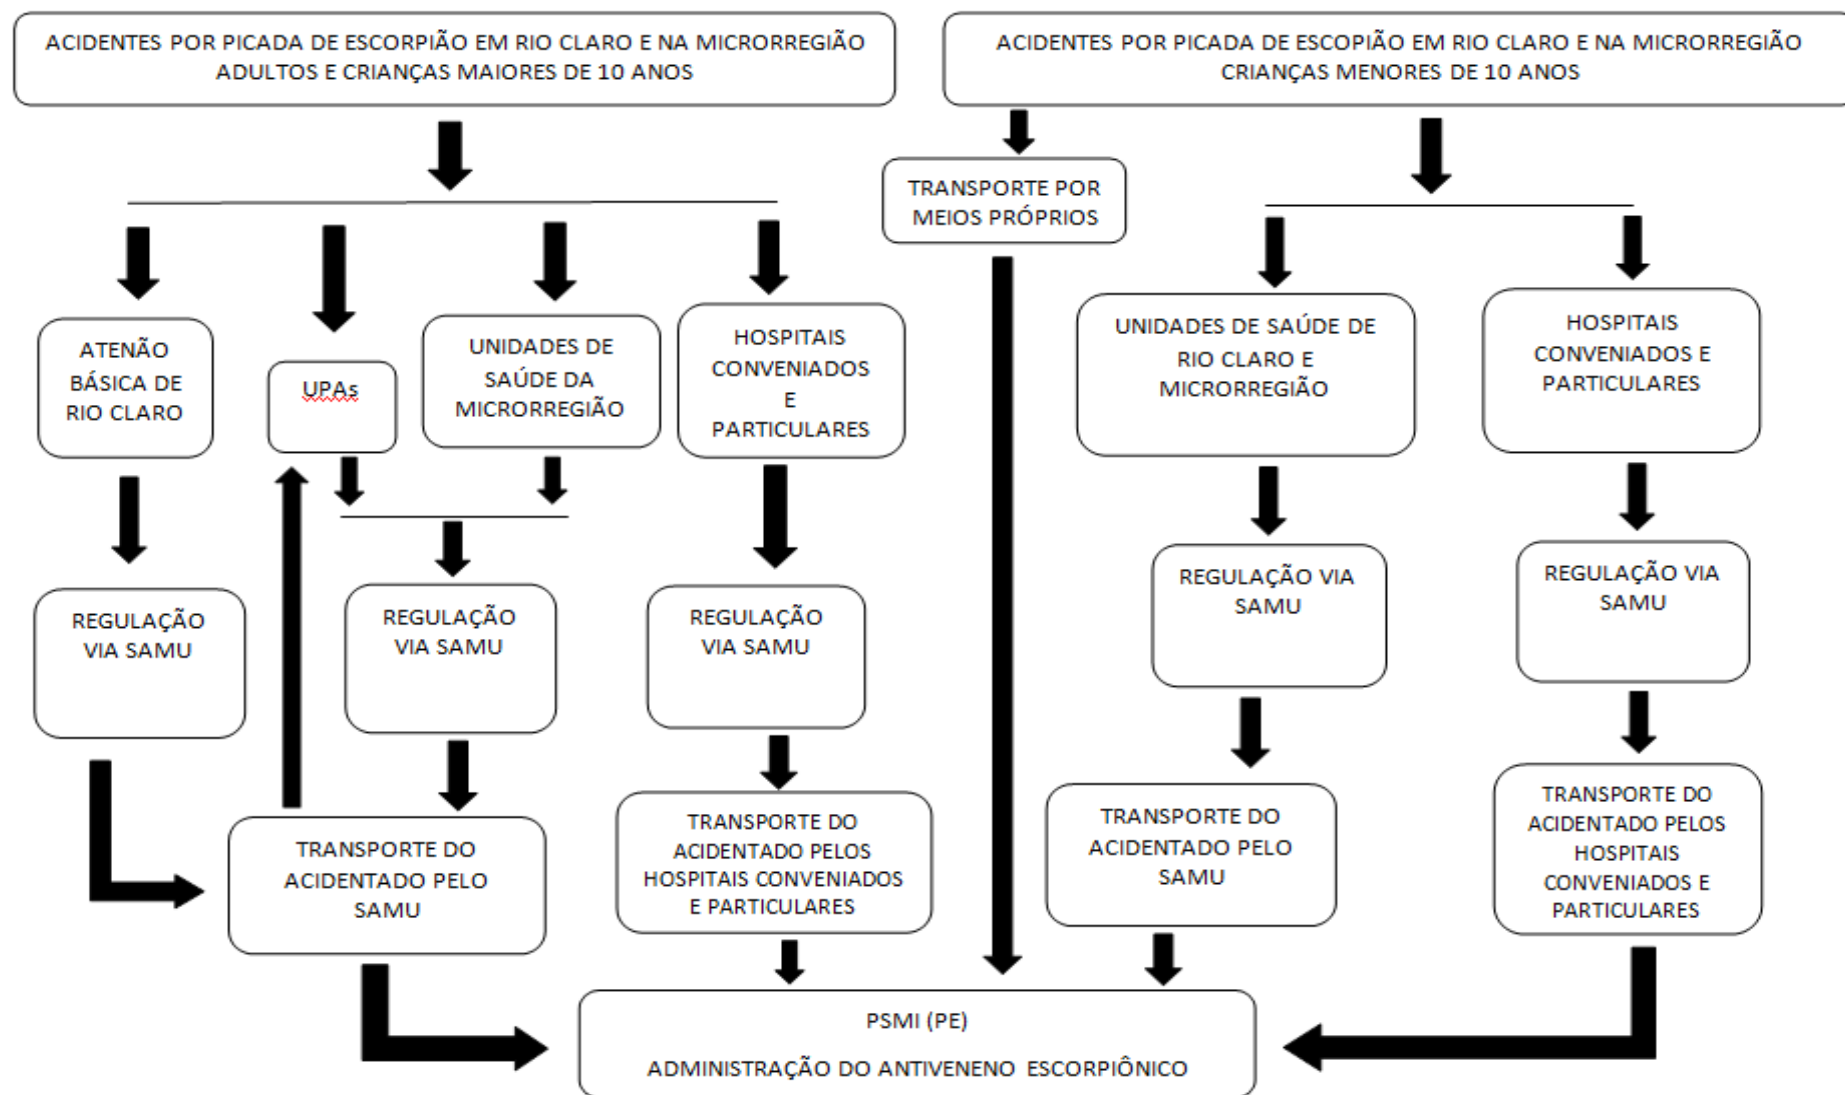 ACIDENTES POR PICADA DE ESCORPIÃO EM RIO CLARO E NA MICRORREGIÃO
ADULTOS E CRIANÇAS MAIORES DE 10 ANOS
ACIDENTES POR PICADA DE ESCOPIÃO EM RIO CLARO E NA MICRORREGIÃO
CRIANÇAS MENORES DE 10 ANOS
TRANSPORTE POR
MEIOS PRÓPRIOS
ATENÃO
BÁSICA DE
RIO CLARO
UPAs
UNIDADES DE
SAÚDE DA
MICRORREGIÃO
HOSPITAIS
CONVENIADOS
E
PARTICULARES
UNIDADES DE SAÚDE DE
RIO CLARO E
MICRORREGIÃO
HOSPITAIS
CONVENIADOS E
PARTICULARES
REGULAÇÃO
VIA SAMU
REGULAÇÃO
VIA SAMU
REGULAÇÃO
VIA SAMU
REGULAÇÃO VIA
SAMU
REGULAÇÃO VIA
SAMU
TRANSPORTE DO
ACIDENTADO PELO
SAMU
TRANSPORTE DO
ACIDENTADO PELOS
HOSPITAIS CONVENIADOS
E PARTICULARES
TRANSPORTE DO
ACIDENTADO PELO
SAMU
TRANSPORTE DO
ACIDENTADO PELOS
HOSPITAIS
CONVENIADOS E
PARTICULARES
PSMI (PE)
ADMINISTRAÇÃO DO ANTIVENENO ESCORPIÔNICO